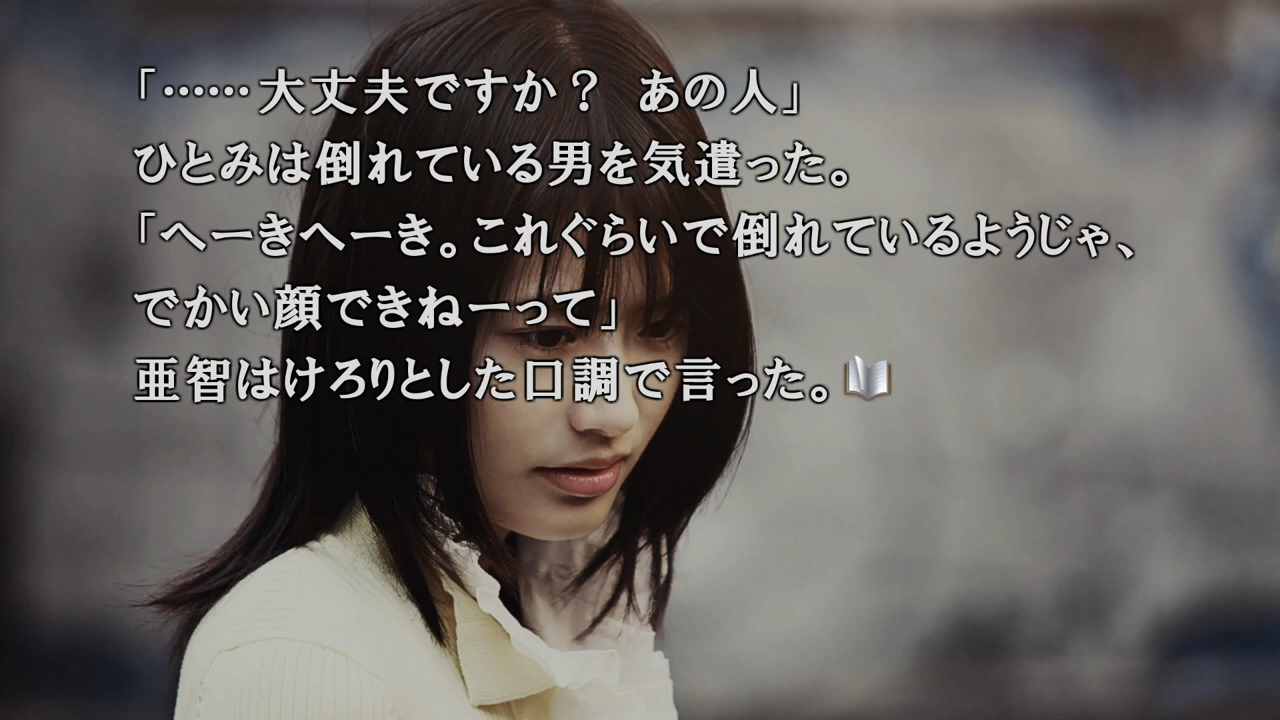 「……大丈夫ですか？　あの人」
ひとみは倒れている男を気遣った。
「へーきへーき。これぐらいで倒れているようじゃ、
でかい顔できねーって」
亜智はけろりとした口調で言った。